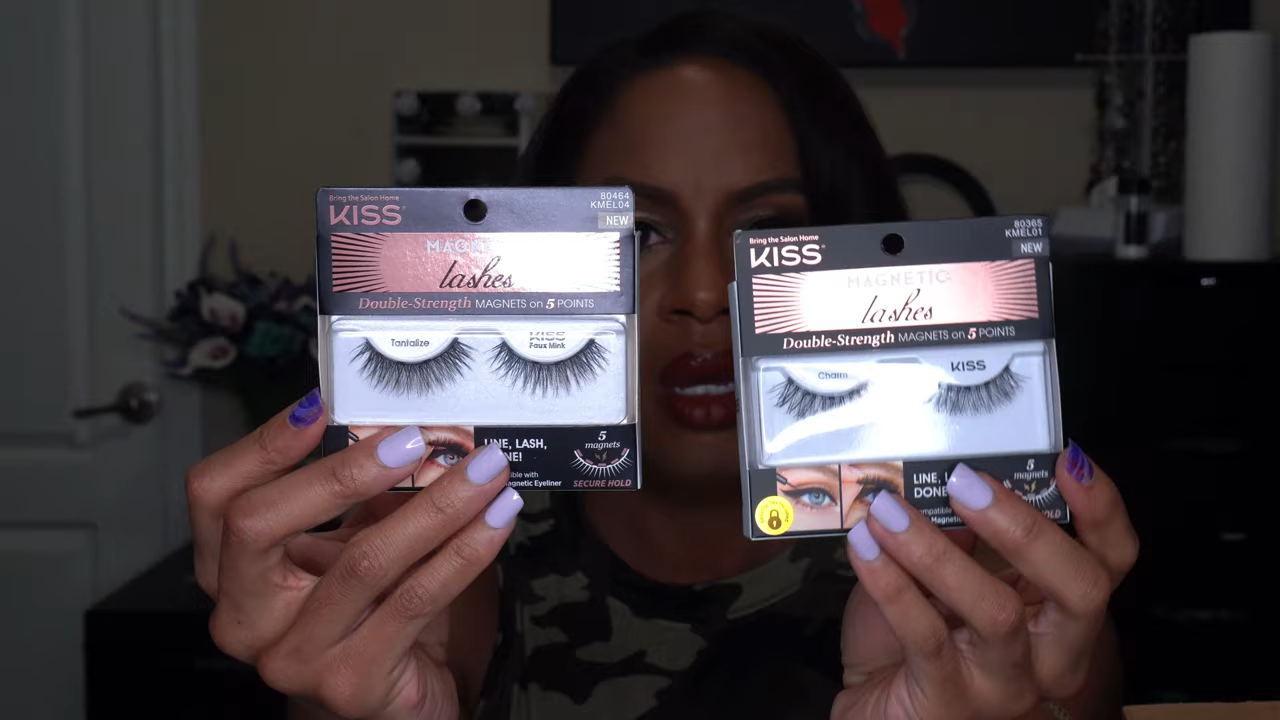 Bring the Salon Home
KISS
80464
KMEL04
NEW
lashes
Double-Strength MAGNETS on 5 POINTS
Tantalize
KISS
Faux Mink
LINE, LASH,
5
magnets
SECURE HOLD
Bring the Salon Home
KISS
80365
KMEL01
NEW
MAGNETIC
lashes
Double-Strength MAGNETS on 5 POINTS
Charm
KISS
LINE,
DONE!
5
magnets